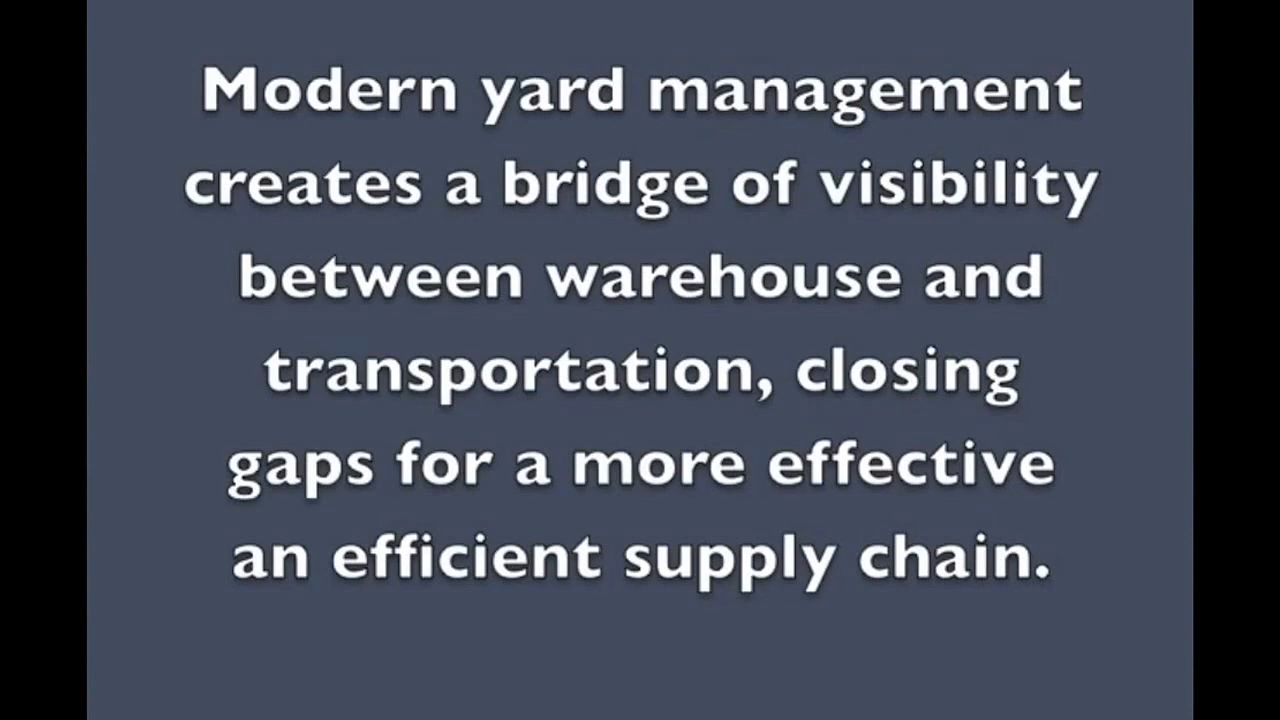 Modern yard management
creates a bridge of visibility
between warehouse and
transportation, closing
gaps for a more effective
an efficient supply chain.